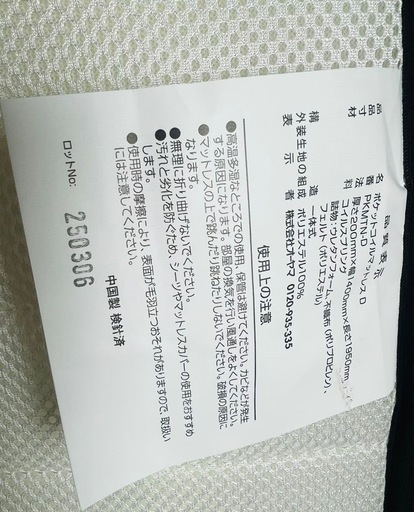 品質表示
品名 ポケットコイルマットレス D
品番 PKMTN2-D
寸法 厚さ200mm×幅1400mm×長さ1950mm
材料 コイルスプリング
詰物:ウレタンフォーム、不織布(ポリプロピレン)、
フェルト(ポリエステル)
構造 一体式
外装生地の組成 ポリエステル100%
表示者 株式会社オーヤマ 0120-935-335
使用上の注意
●高温多湿なところでの使用、保管は避けてください。カビなどが発生
する原因になります。部屋の換気を行い風通しをよくしてください。
●マットレスの上で跳んだり跳ねたりしないでください。破損の原因に
なります。
●無理に折り曲げないでください。
●汚れと劣化を防ぐため、シーツやマットレスカバーの使用をおすすめ
します。
●使用時の摩擦により、表面が毛羽立つおそれがありますので、取扱い
には注意してください。
中国製 検針済
ロットNo: 250306